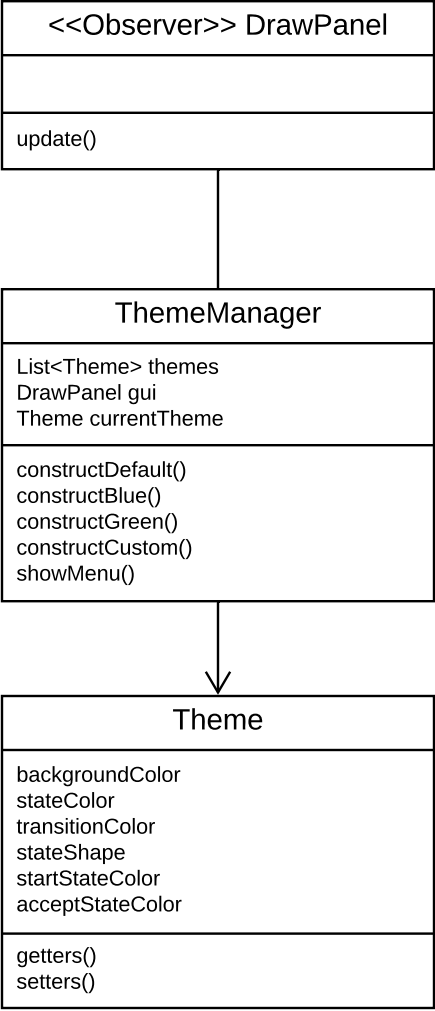 <<Observer>> DrawPanel
update()
ThemeManager
List<Theme> themes
DrawPanel gui
Theme currentTheme
constructDefault()
constructBlue()
constructGreen()
constructCustom()
showMenu()
Theme
backgroundColor
stateColor
transitionColor
stateShape
startStateColor
acceptStateColor
getters()
setters()